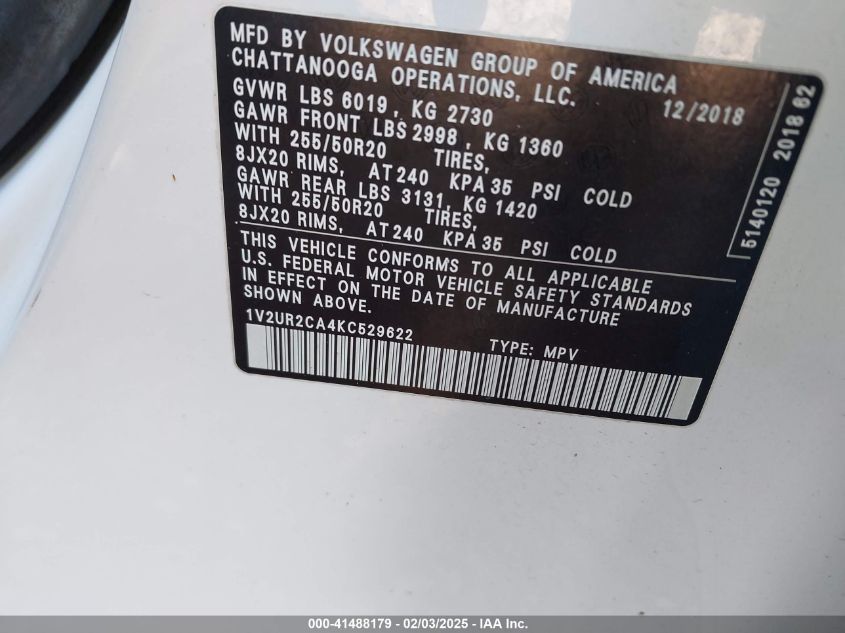 MFD BY VOLKSWAGEN GROUP OF AMERICA
CHATTANOOGA OPERATIONS, LLC.
GVWR LBS 6019, KG 2730 12/2018
GAWR FRONT LBS 2998, KG 1360
WITH 255/50R20 TIRES,
8JX20 RIMS, AT 240 KPA 35 PSI COLD
GAWR REAR LBS 3131, KG 1420
WITH 255/50R20 TIRES,
8JX20 RIMS, AT 240 KPA 35 PSI COLD
THIS VEHICLE CONFORMS TO ALL APPLICABLE
U.S. FEDERAL MOTOR VEHICLE SAFETY STANDARDS
IN EFFECT ON THE DATE OF MANUFACTURE
SHOWN ABOVE.
1V2UR2CA4KC529622 TYPE: MPV
5140120 2018 62
000-41488179 - 02/03/2025 - IAA Inc.